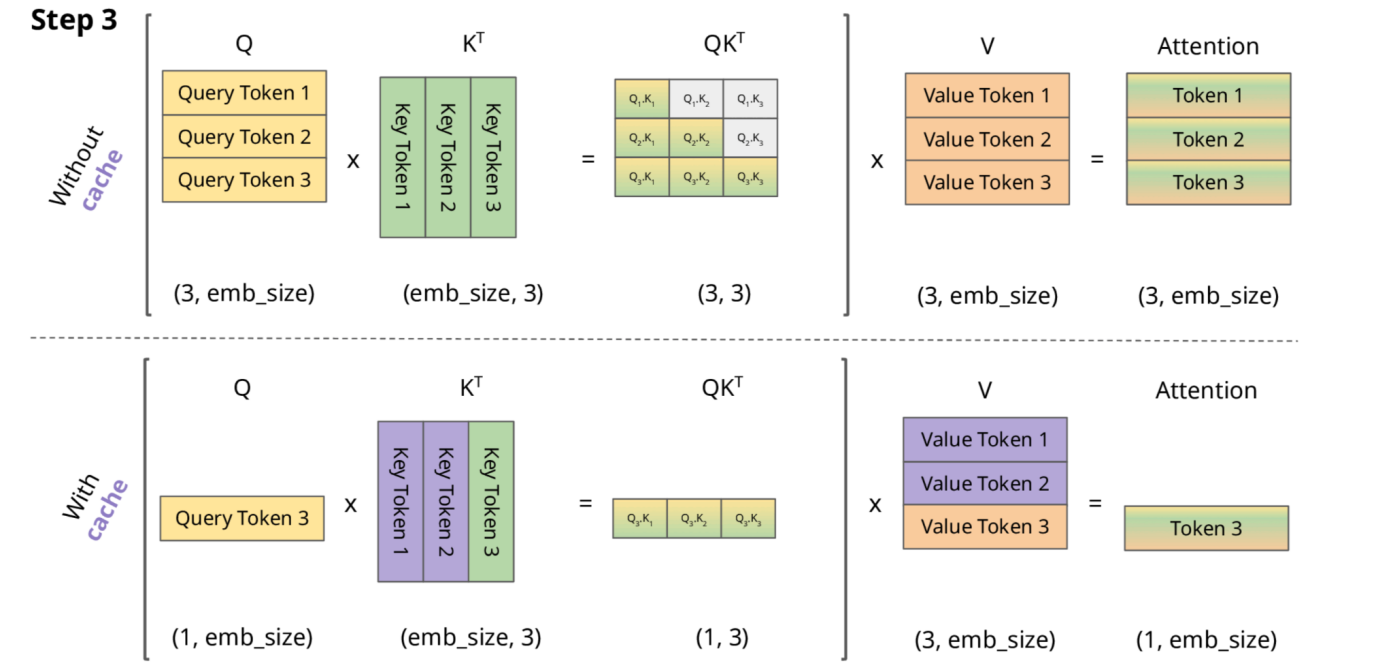 Step 3
Without
cache
Q
Kᵀ
QKᵀ
V
Attention
Query Token 1
Query Token 2
Query Token 3
x
Key Token 1
Key Token 2
Key Token 3
=
Q₁.K₁ Q₁.K₂ Q₁.K₃
Q₂.K₁ Q₂.K₂ Q₂.K₃
Q₃.K₁ Q₃.K₂ Q₃.K₃
x
Value Token 1
Value Token 2
Value Token 3
=
Token 1
Token 2
Token 3
(3, emb_size)
(emb_size, 3)
(3, 3)
(3, emb_size)
(3, emb_size)
With
cache
Q
Kᵀ
QKᵀ
V
Attention
Query Token 3
x
Key Token 1
Key Token 2
Key Token 3
=
Q₃.K₁ Q₃.K₂ Q₃.K₃
x
Value Token 1
Value Token 2
Value Token 3
=
Token 3
(1, emb_size)
(emb_size, 3)
(1, 3)
(3, emb_size)
(1, emb_size)